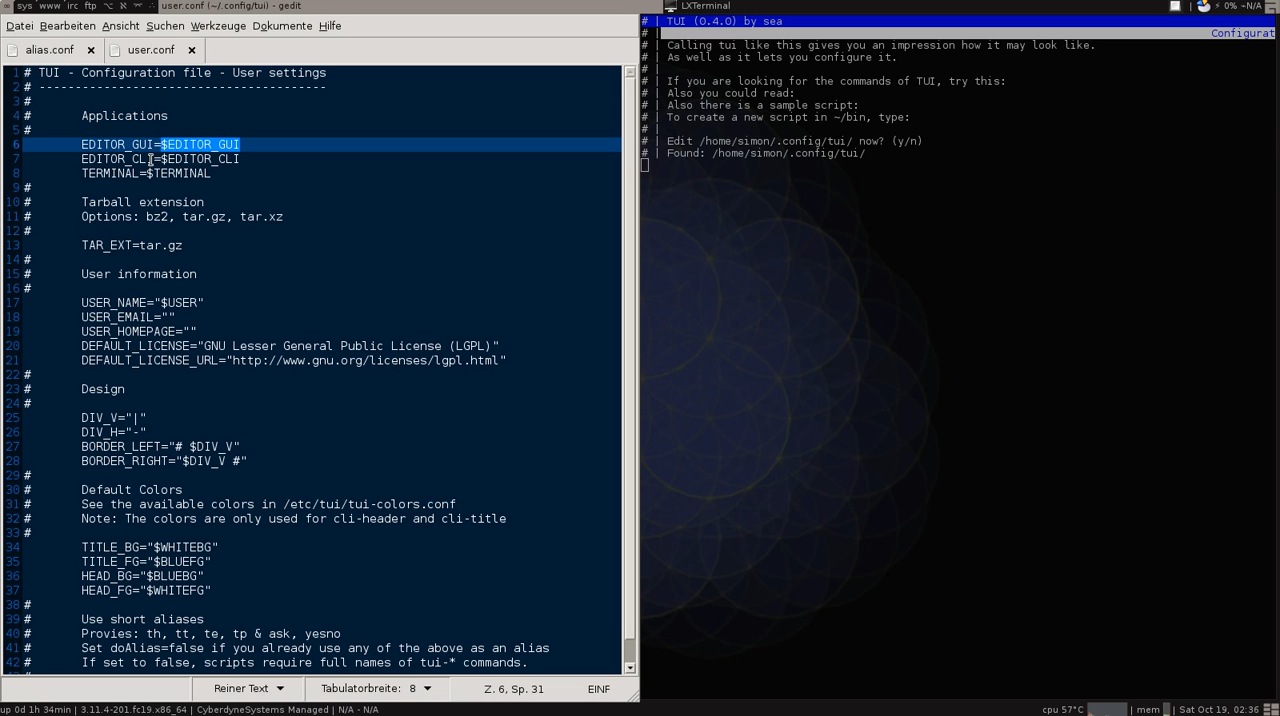 sys www irc ftp
user.conf (~/.config/tui) - gedit
LXTerminal
0% ~N/A
Datei Bearbeiten Ansicht Suchen Werkzeuge Dokumente Hilfe
alias.conf
user.conf
1 # TUI - Configuration file - User settings
2 # ----------------------------------------
3 #
4 # Applications
5 #
6 EDITOR_GUI=$EDITOR_GUI
7 EDITOR_CLI=$EDITOR_CLI
8 TERMINAL=$TERMINAL
9 #
10 # Tarball extension
11 # Options: bz2, tar.gz, tar.xz
12 #
13 TAR_EXT=tar.gz
14 #
15 # User information
16 #
17 USER_NAME="$USER"
18 USER_EMAIL=""
19 USER_HOMEPAGE=""
20 DEFAULT_LICENSE="GNU Lesser General Public License (LGPL)"
21 DEFAULT_LICENSE_URL="http://www.gnu.org/licenses/lgpl.html"
22 #
23 # Design
24 #
25 DIV_V="|"
26 DIV_H="-"
27 BORDER_LEFT="# $DIV_V"
28 BORDER_RIGHT="$DIV_V #"
29 #
30 # Default Colors
31 # See the available colors in /etc/tui/tui-colors.conf
32 # Note: The colors are only used for cli-header and cli-title
33 #
34 TITLE_BG="$WHITEBG"
35 TITLE_FG="$BLUEFG"
36 HEAD_BG="$BLUEBG"
37 HEAD_FG="$WHITEFG"
38 #
39 # Use short aliases
40 # Provies: th, tt, te, tp & ask, yesno
41 # Set doAlias=false if you already use any of the above as an alias
42 # If set to false, scripts require full names of tui-* commands.
Reiner Text Tabulatorbreite: 8 Z. 6, Sp. 31 EINF
# | TUI (0.4.0) by sea
# | Configurat
# | Calling tui like this gives you an impression how it may look like.
# | As well as it lets you configure it.
# |
# | If you are looking for the commands of TUI, try this:
# | Also you could read:
# | Also there is a sample script:
# | To create a new script in ~/bin, type:
# |
# | Edit /home/simon/.config/tui/ now? (y/n)
# | Found: /home/simon/.config/tui/
up 0d 1h 34min | 3.11.4-201.fc19.x86_64 | CyberdyneSystems Managed | N/A - N/A
cpu 57°C | mem | Sat Oct 19, 02:36